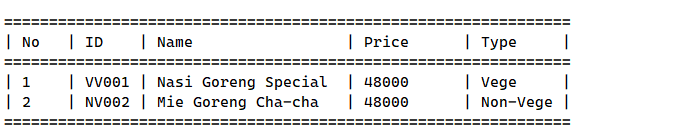 ===============================================================
| No   | ID    | Name                 | Price      | Type     |
===============================================================
| 1    | VV001 | Nasi Goreng Special  | 48000      | Vege     |
| 2    | NV002 | Mie Goreng Cha-cha   | 48000      | Non-Vege |
===============================================================